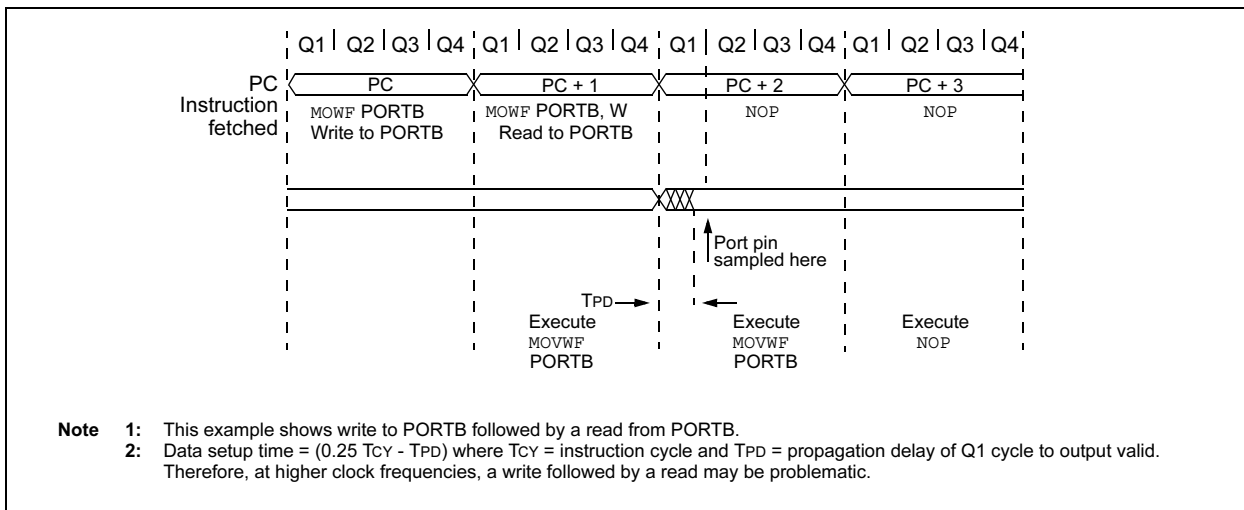 Q1 Q2 Q3 Q4 Q1 Q2 Q3 Q4 Q1 Q2 Q3 Q4 Q1 Q2 Q3 Q4
PC PC PC + 1 PC + 2 PC + 3
Instruction
fetched
MOWF PORTB
Write to PORTB
MOWF PORTB, W
Read to PORTB
NOP
NOP
Port pin
sampled here
TPD
Execute
MOVWF
PORTB
Execute
MOVWF
PORTB
Execute
NOP
Note 1: This example shows write to PORTB followed by a read from PORTB.
2: Data setup time = (0.25 TCY - TPD) where TCY = instruction cycle and TPD = propagation delay of Q1 cycle to output valid.
Therefore, at higher clock frequencies, a write followed by a read may be problematic.